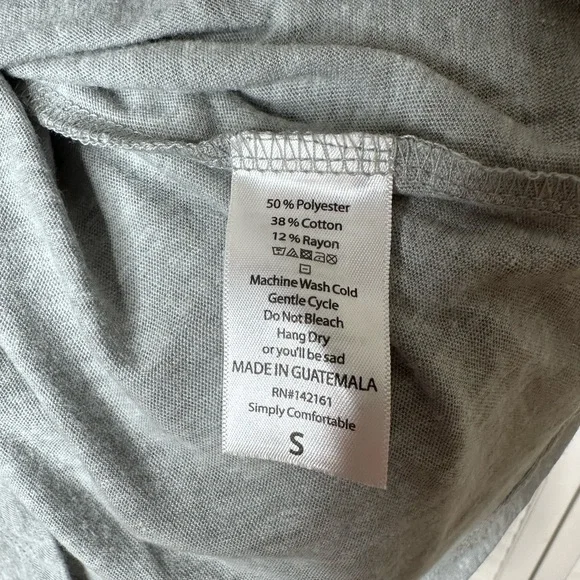 50 % Polyester
38 % Cotton
12 % Rayon
Machine Wash Cold
Gentle Cycle
Do Not Bleach
Hang Dry
or you'll be sad
MADE IN GUATEMALA
RN#142161
Simply Comfortable
S